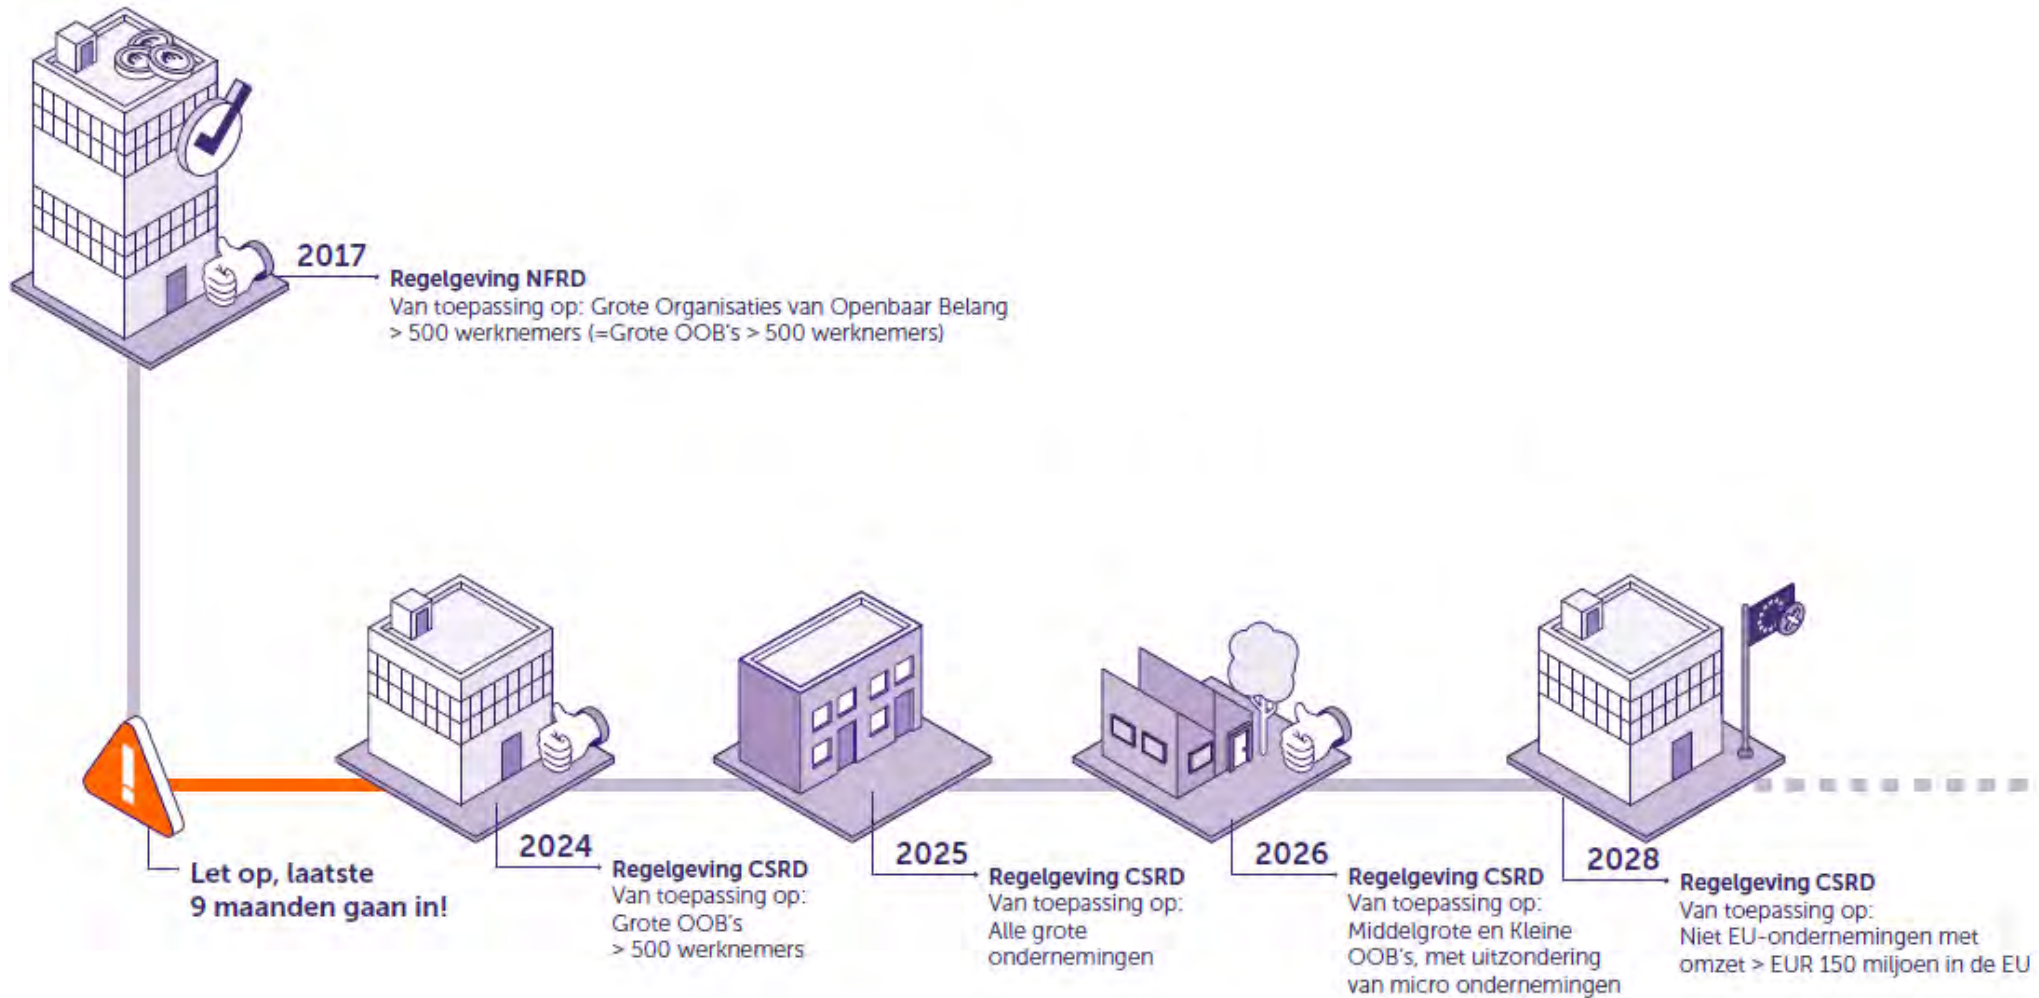 2017
Regelgeving NFRD
Van toepassing op: Grote Organisaties van Openbaar Belang
> 500 werknemers (=Grote OOB's > 500 werknemers)
Let op, laatste
9 maanden gaan in!
2024
Regelgeving CSRD
Van toepassing op:
Grote OOB's
> 500 werknemers
2025
Regelgeving CSRD
Van toepassing op:
Alle grote
ondernemingen
2026
Regelgeving CSRD
Van toepassing op:
Middelgrote en Kleine
OOB's, met uitzondering
van micro ondernemingen
2028
Regelgeving CSRD
Van toepassing op:
Niet EU-ondernemingen met
omzet > EUR 150 miljoen in de EU